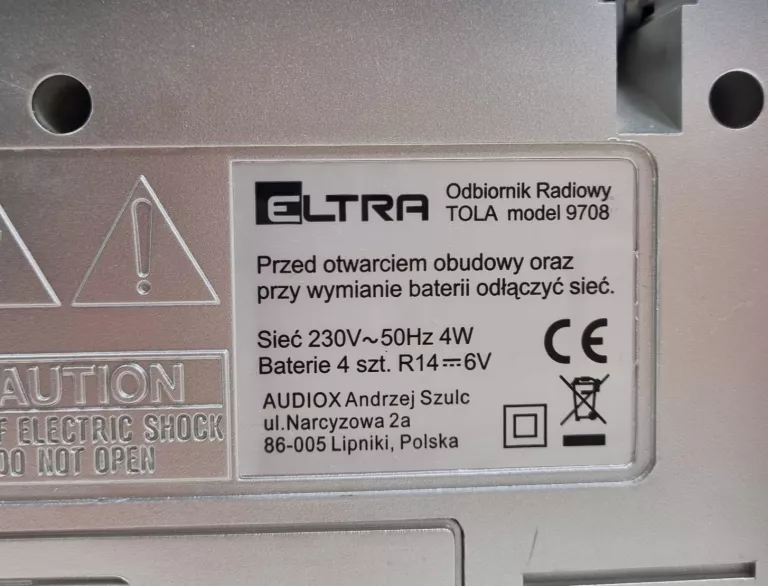 ELTRA
Odbiornik Radiowy
TOLA model 9708
Przed otwarciem obudowy oraz
przy wymianie baterii odłączyć sieć.
Sieć 230V~50Hz 4W
Baterie 4 szt. R14⎓6V
AUDIOX Andrzej Szulc
ul.Narcyzowa 2a
86-005 Lipniki, Polska
CE
AUTION
F ELECTRIC SHOCK
DO NOT OPEN